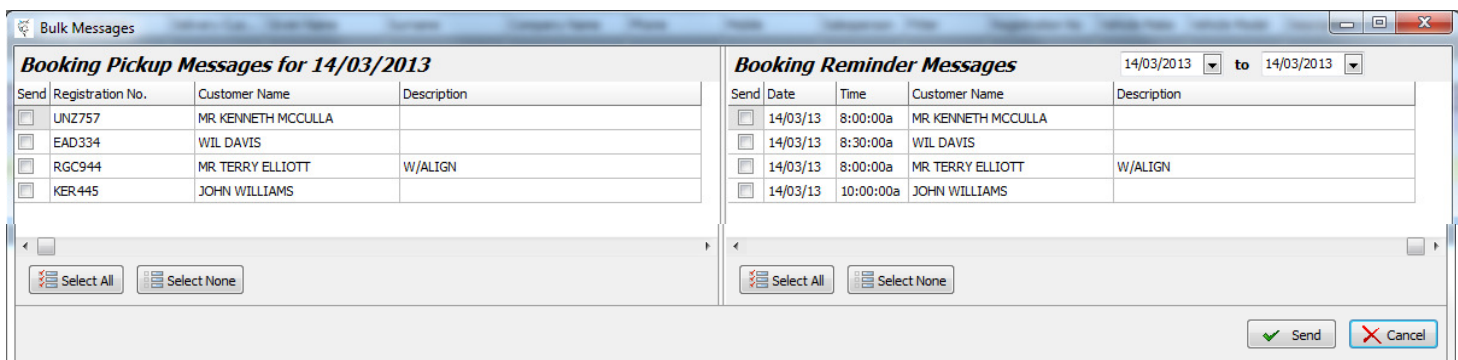 Bulk Messages
Booking Pickup Messages for 14/03/2013
Send Registration No. Customer Name Description
UNZ757 MR KENNETH MCCULLA
EAD334 WIL DAVIS
RGC944 MR TERRY ELLIOTT W/ALIGN
KER445 JOHN WILLIAMS
Select All Select None
Booking Reminder Messages 14/03/2013 to 14/03/2013
Send Date Time Customer Name Description
14/03/13 8:00:00a MR KENNETH MCCULLA
14/03/13 8:30:00a WIL DAVIS
14/03/13 8:00:00a MR TERRY ELLIOTT W/ALIGN
14/03/13 10:00:00a JOHN WILLIAMS
Select All Select None
Send Cancel